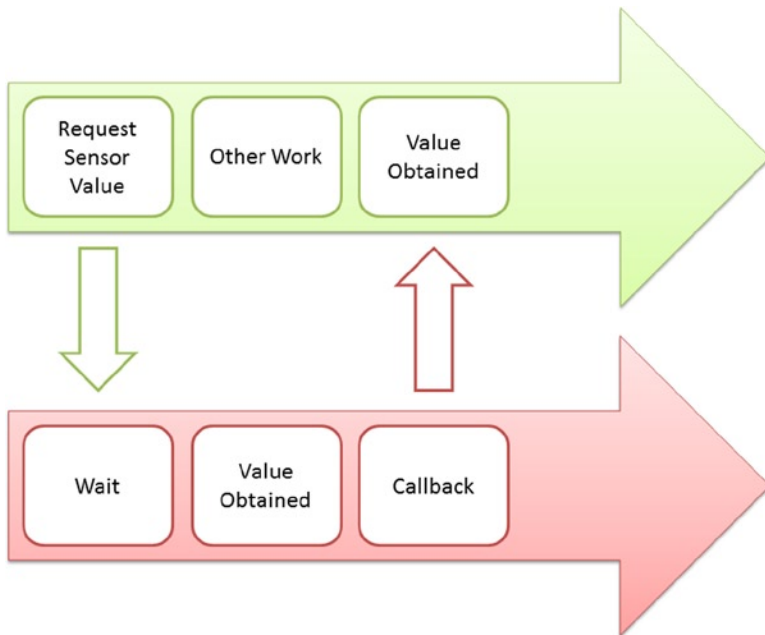 Request
Sensor
Value
Other Work
Value
Obtained
Wait
Value
Obtained
Callback